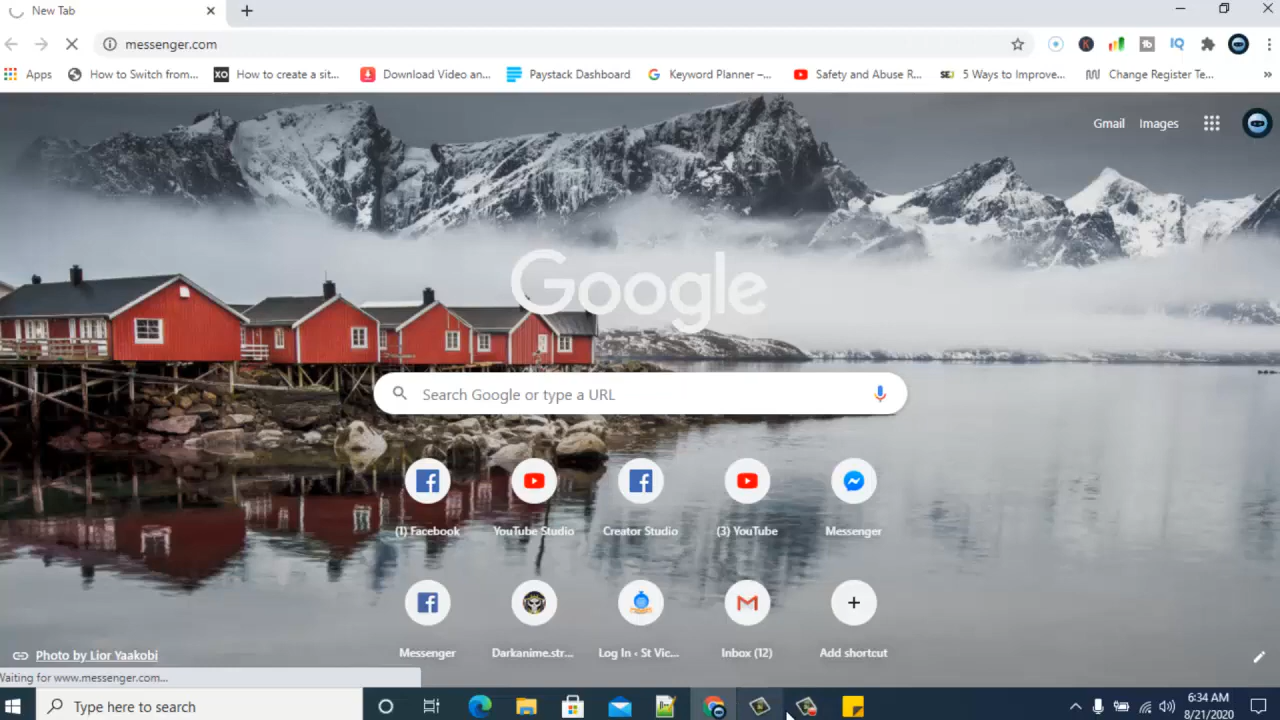 New Tab
messenger.com
Apps
How to Switch from...
How to create a sit...
Download Video an...
Paystack Dashboard
Keyword Planner –...
Safety and Abuse R...
5 Ways to Improve...
Change Register Te...
Gmail
Images
Google
Search Google or type a URL
(1) Facebook
YouTube Studio
Creator Studio
(3) YouTube
Messenger
Messenger
Darkanime.str...
Log In ‹ St Vic...
Inbox (12)
Add shortcut
Photo by Lior Yaakobi
Waiting for www.messenger.com...
Type here to search
6:34 AM
8/21/2020